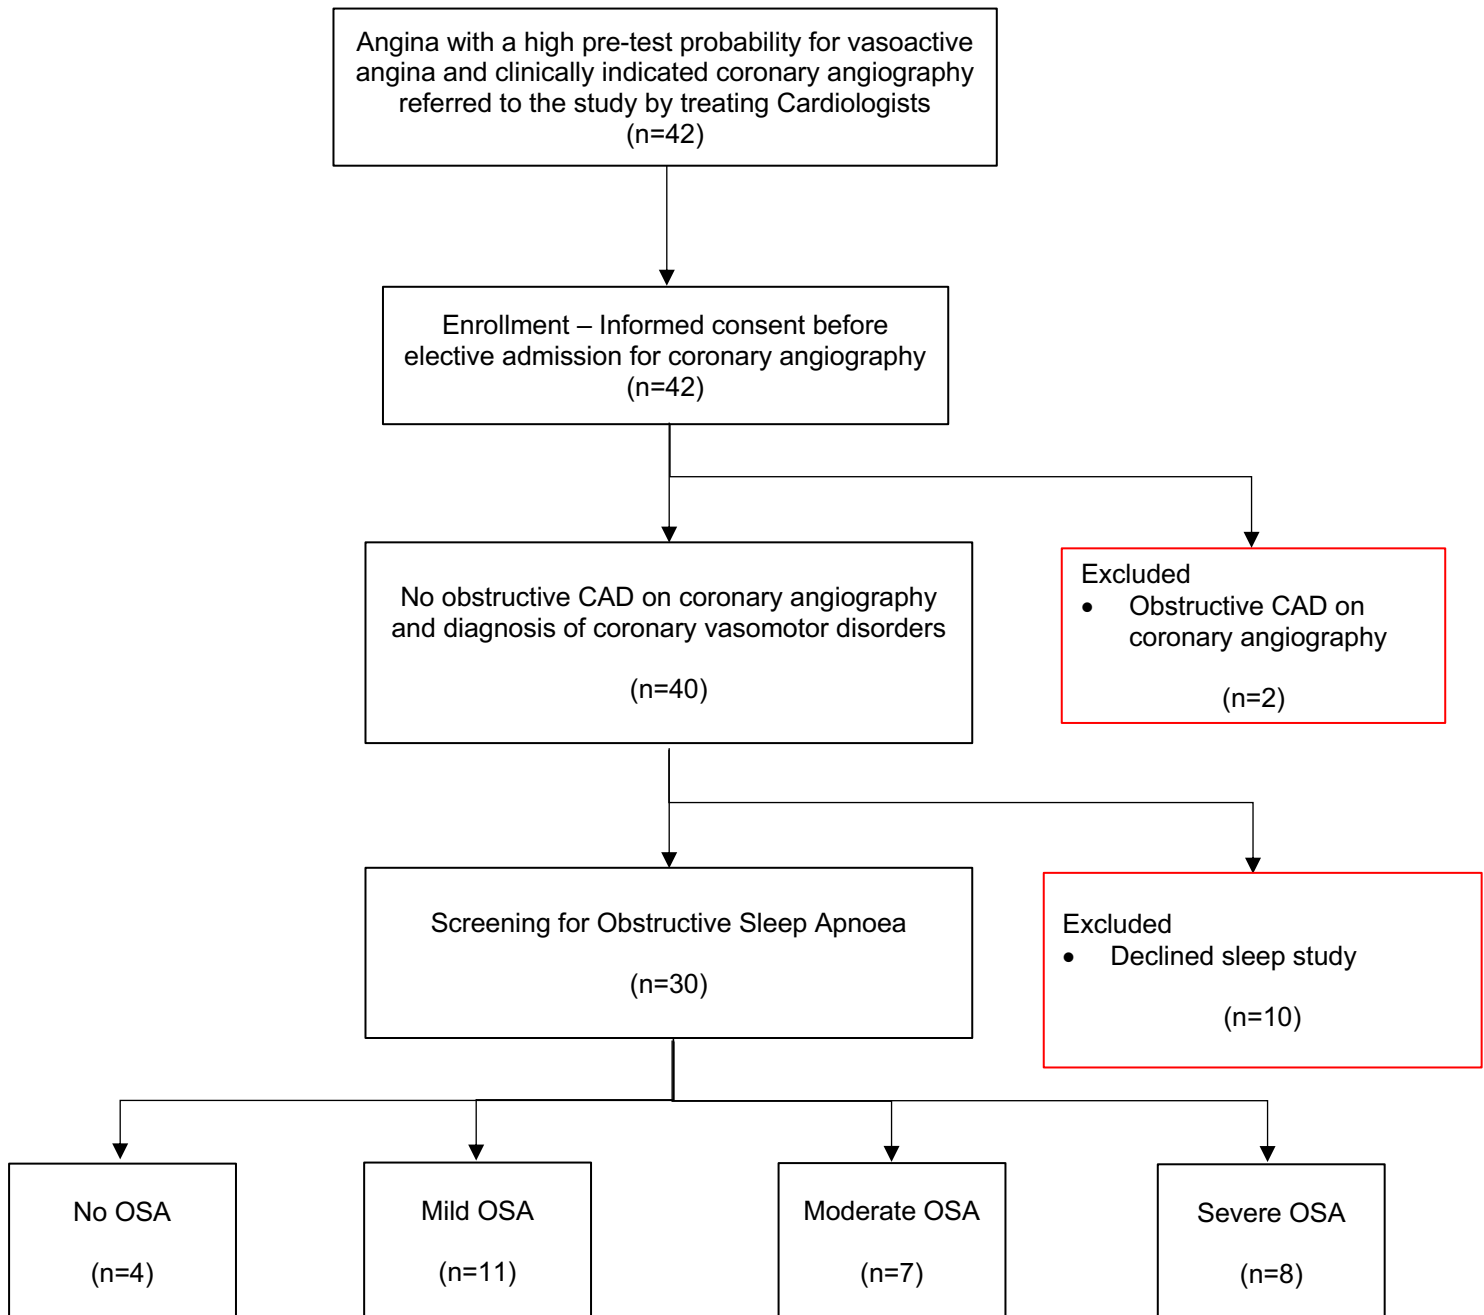 Angina with a high pre-test probability for vasoactive
angina and clinically indicated coronary angiography
referred to the study by treating Cardiologists
(n=42)
Enrollment – Informed consent before
elective admission for coronary angiography
(n=42)
No obstructive CAD on coronary angiography
and diagnosis of coronary vasomotor disorders
(n=40)
Excluded
• Obstructive CAD on
coronary angiography
(n=2)
Screening for Obstructive Sleep Apnoea
(n=30)
Excluded
• Declined sleep study
(n=10)
No OSA
(n=4)
Mild OSA
(n=11)
Moderate OSA
(n=7)
Severe OSA
(n=8)